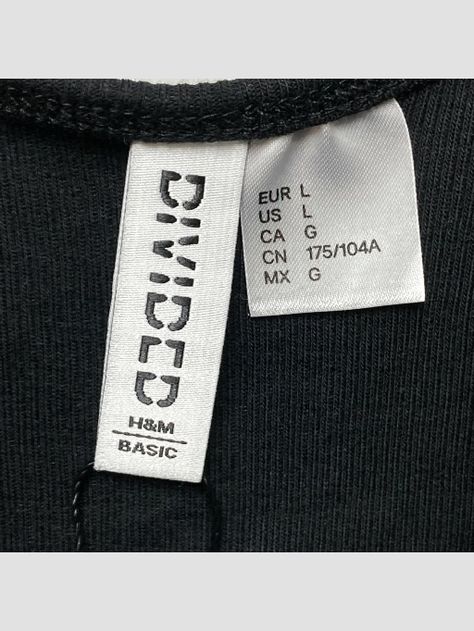 DIVIDED
H&M
BASIC
EUR L
US L
CA G
CN 175/104A
MX G